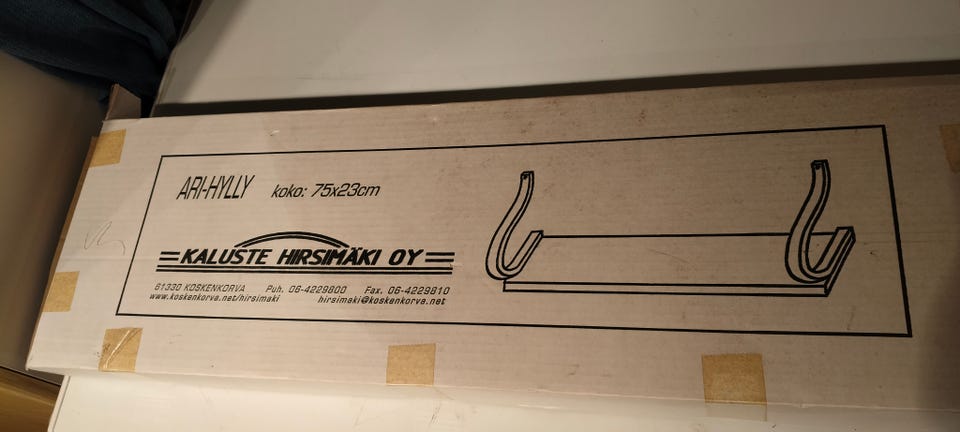 ARI-HYLLY koko: 75x23cm
KALUSTE HIRSIMÄKI OY
61330 KOSKENKORVA Puh. 06-4229800 Fax. 06-4229810
www.koskenkorva.net/hirsimaki hirsimaki@koskenkorva.net